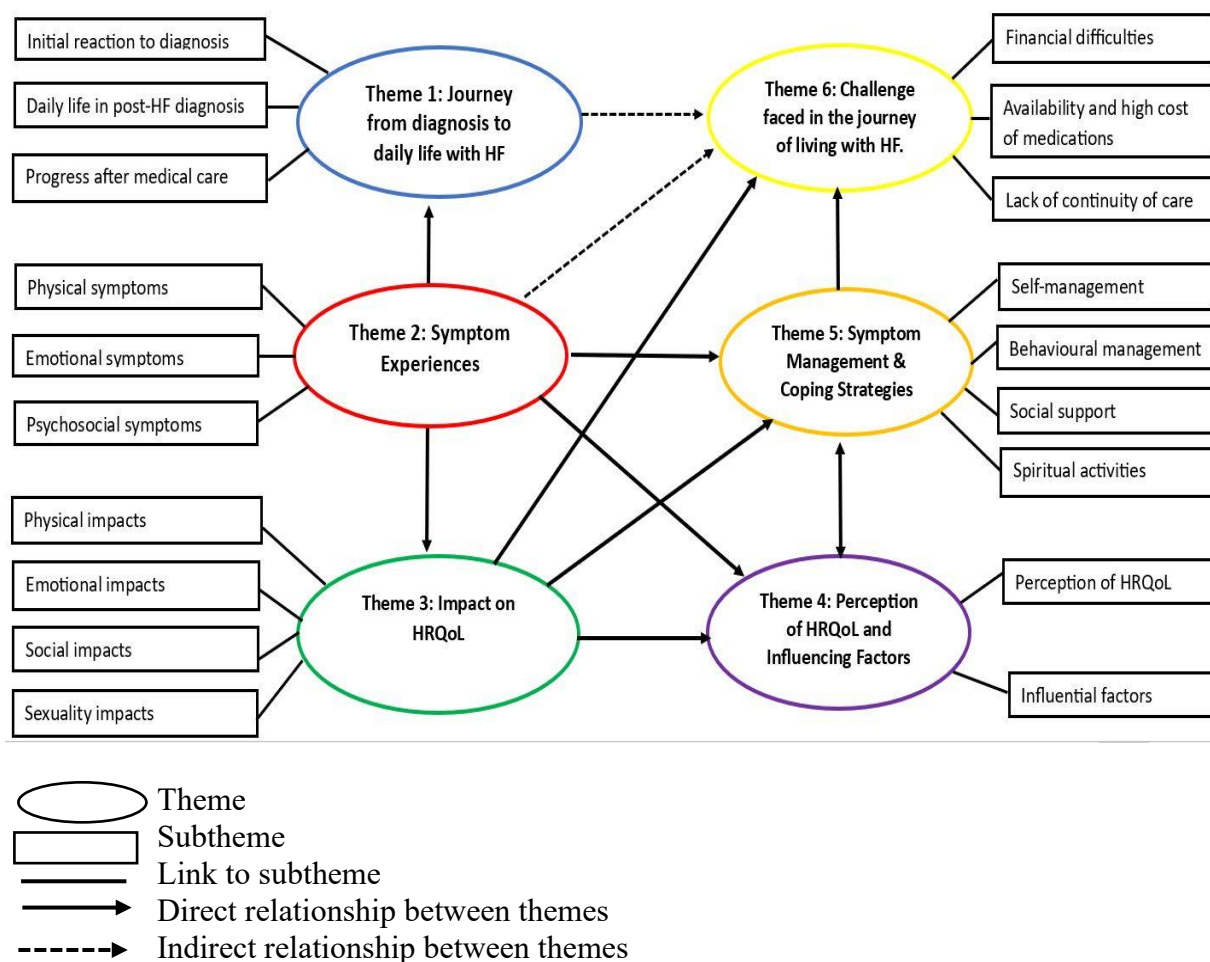 Initial reaction to diagnosis
Daily life in post-HF diagnosis
Progress after medical care
Theme 1: Journey
from diagnosis to
daily life with HF
Theme 6: Challenge
faced in the journey
of living with HF.
Financial difficulties
Availability and high cost
of medications
Lack of continuity of care
Physical symptoms
Emotional symptoms
Psychosocial symptoms
Theme 2: Symptom
Experiences
Theme 5: Symptom
Management &
Coping Strategies
Self-management
Behavioural management
Social support
Spiritual activities
Physical impacts
Emotional impacts
Social impacts
Sexuality impacts
Theme 3: Impact on
HRQoL
Theme 4: Perception
of HRQoL and
Influencing Factors
Perception of HRQoL
Influential factors
Theme
Subtheme
Link to subtheme
Direct relationship between themes
Indirect relationship between themes